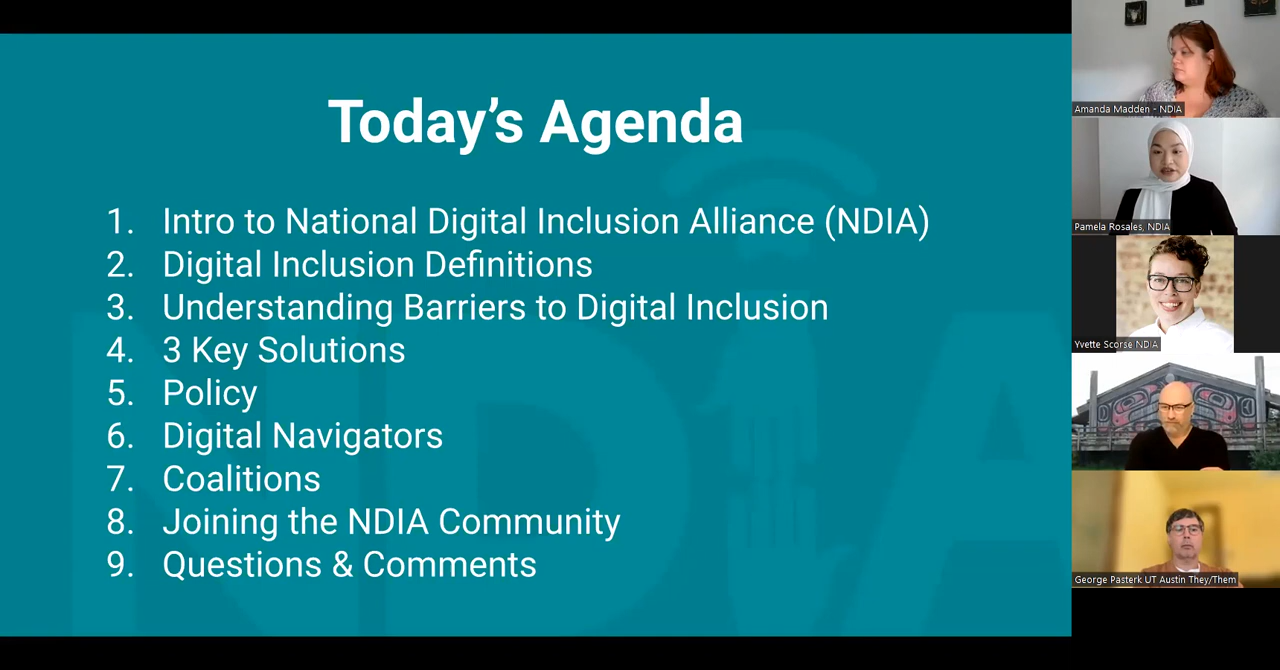 Today's Agenda
1. Intro to National Digital Inclusion Alliance (NDIA)
2. Digital Inclusion Definitions
3. Understanding Barriers to Digital Inclusion
4. 3 Key Solutions
5. Policy
6. Digital Navigators
7. Coalitions
8. Joining the NDIA Community
9. Questions & Comments
NDIA
Amanda Madden - NDIA
Pamela Rosales, NDIA
Yvette Scorse NDIA
George Pasterk UT Austin They/Them